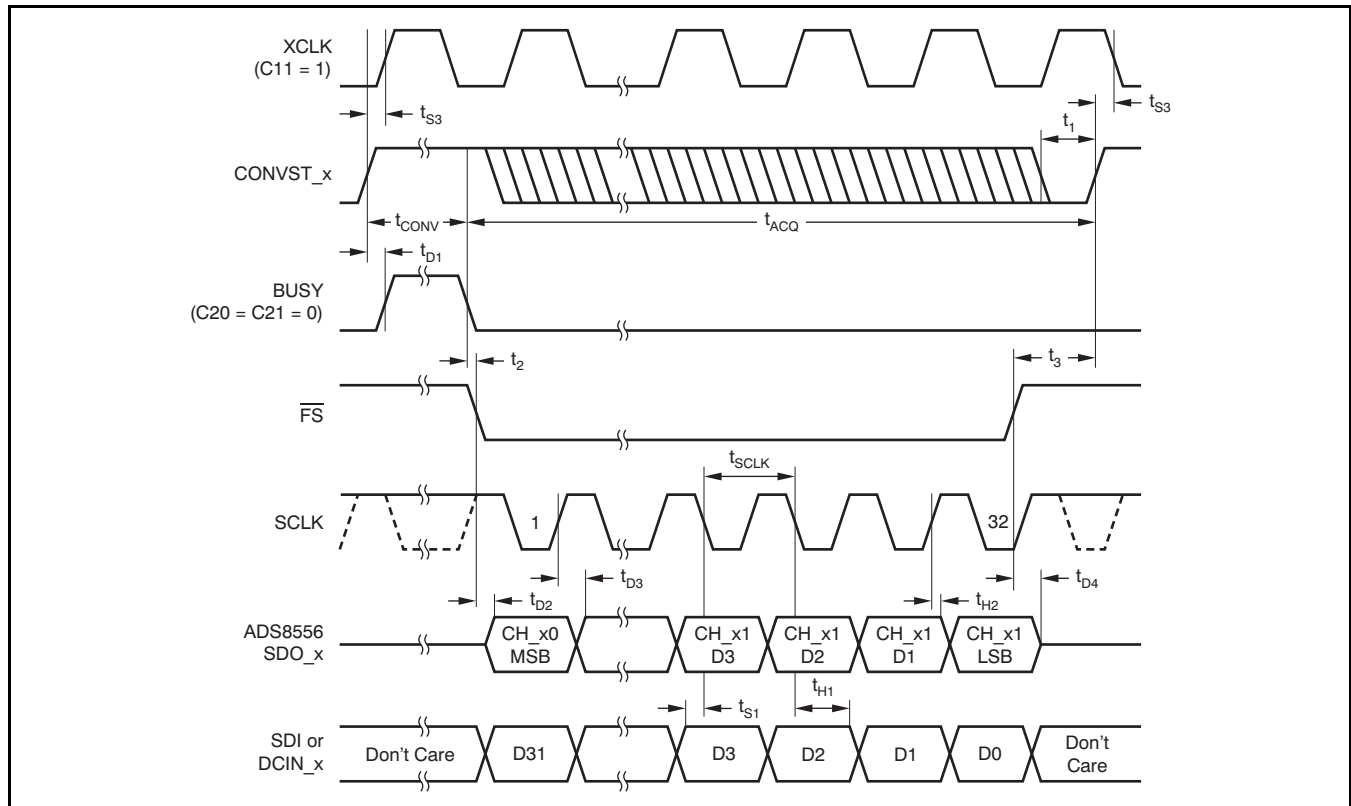 XCLK
(C11 = 1)
tS3
tS3
t1
CONVST_x
tCONV
tACQ
tD1
BUSY
(C20 = C21 = 0)
t2
t3
FS
tSCLK
SCLK
1
32
tD3
tD4
tD2
tH2
ADS8556
SDO_x
CH_x0
MSB
CH_x1
D3
CH_x1
D2
CH_x1
D1
CH_x1
LSB
tS1
tH1
SDI or
DCIN_x
Don't Care
D31
D3
D2
D1
D0
Don't
Care